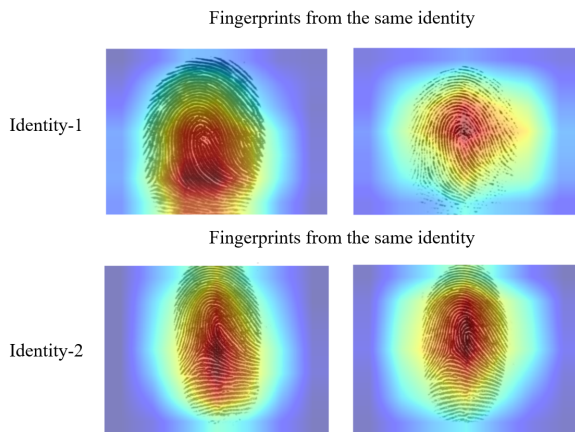 Fingerprints from the same identity
Identity-1
Fingerprints from the same identity
Identity-2